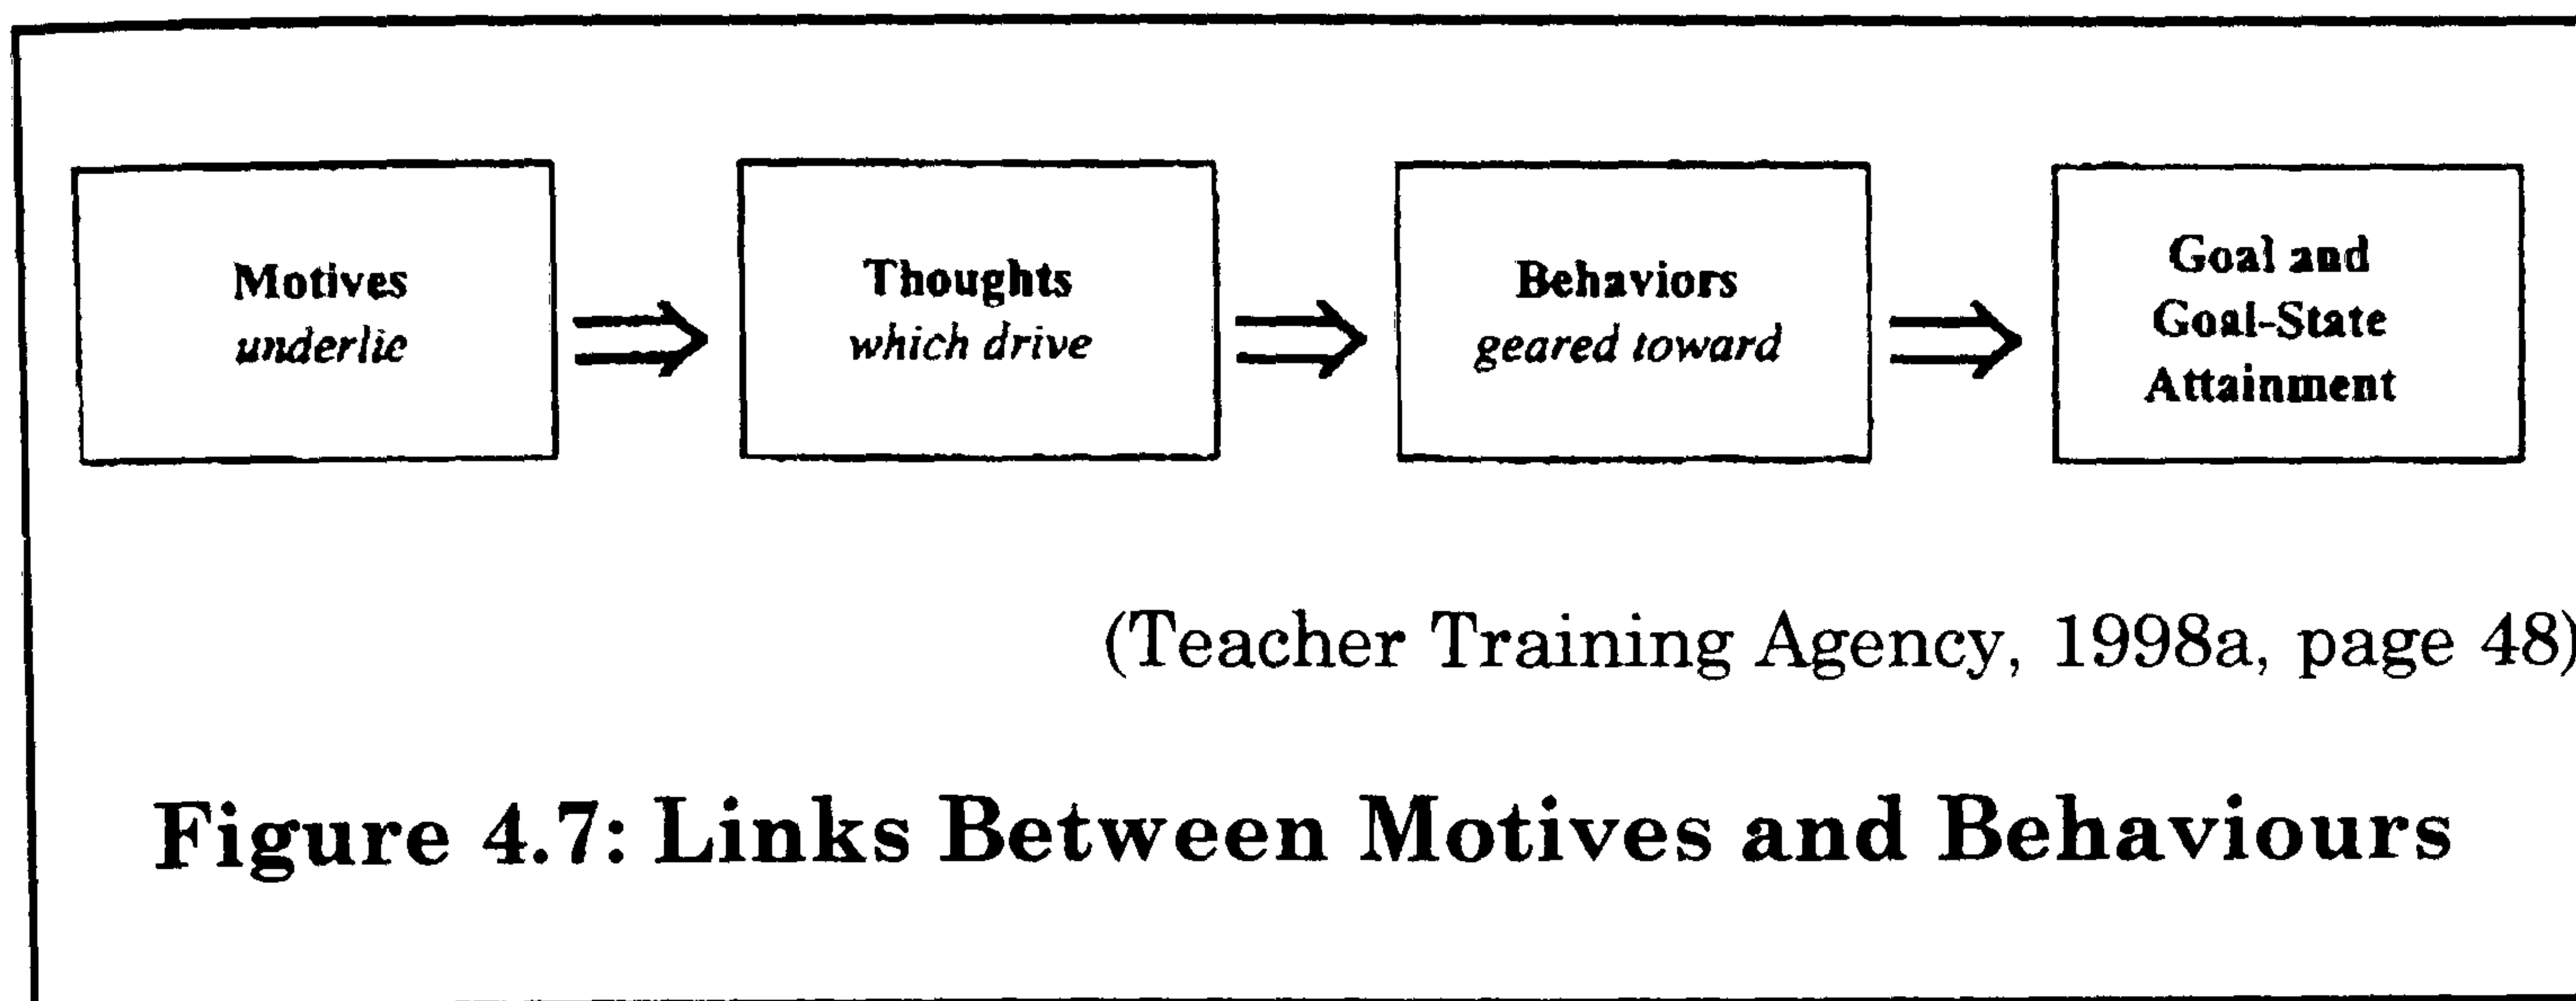 Motives
underlie
Thoughts
which drive
Behaviors
geared toward
Goal and
Goal-State
Attainment
(Teacher Training Agency, 1998a, page 48)
Figure 4.7: Links Between Motives and Behaviours